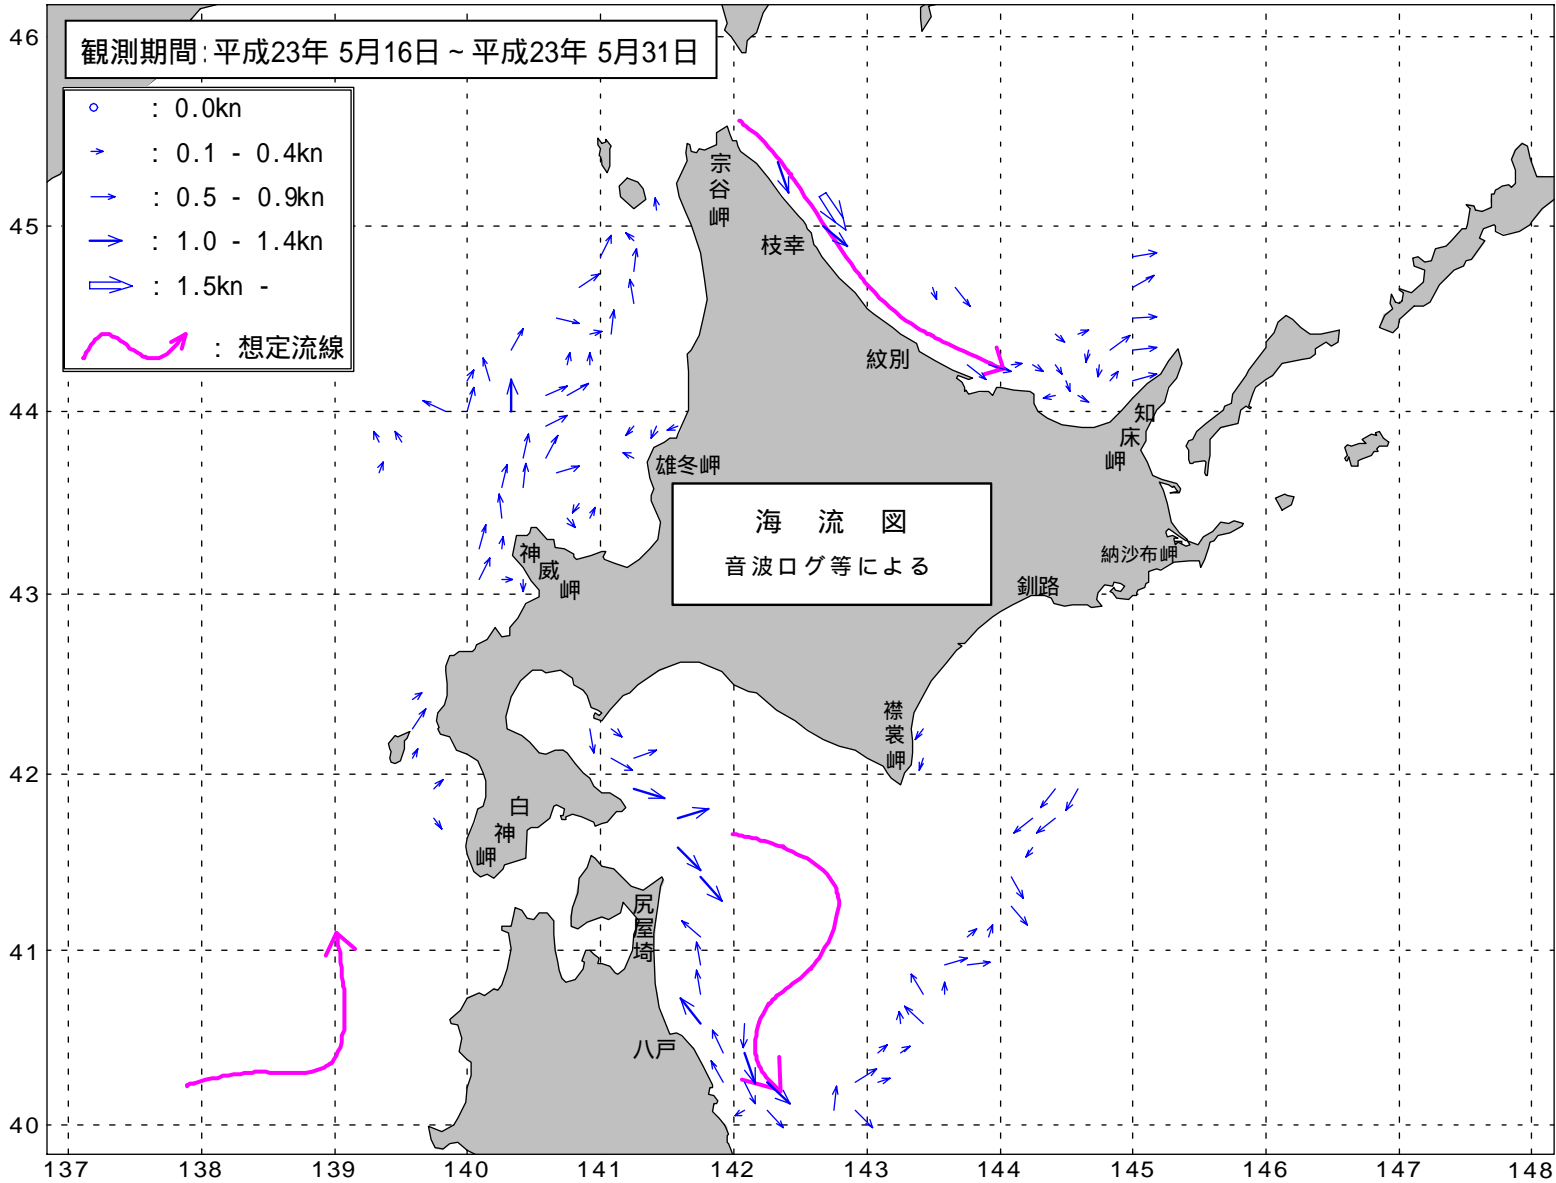 観測期間:平成23年 5月16日 ~ 平成23年 5月31日
: 0.0kn
: 0.1 - 0.4kn
: 0.5 - 0.9kn
: 1.0 - 1.4kn
: 1.5kn -
: 想定流線
宗谷岬
枝幸
紋別
知床岬
雄冬岬
海 流 図
音波ログ等による
神威岬
納沙布岬
釧路
襟裳岬
白神岬
尻屋埼
八戸
46
45
44
43
42
41
40
137 138 139 140 141 142 143 144 145 146 147 148